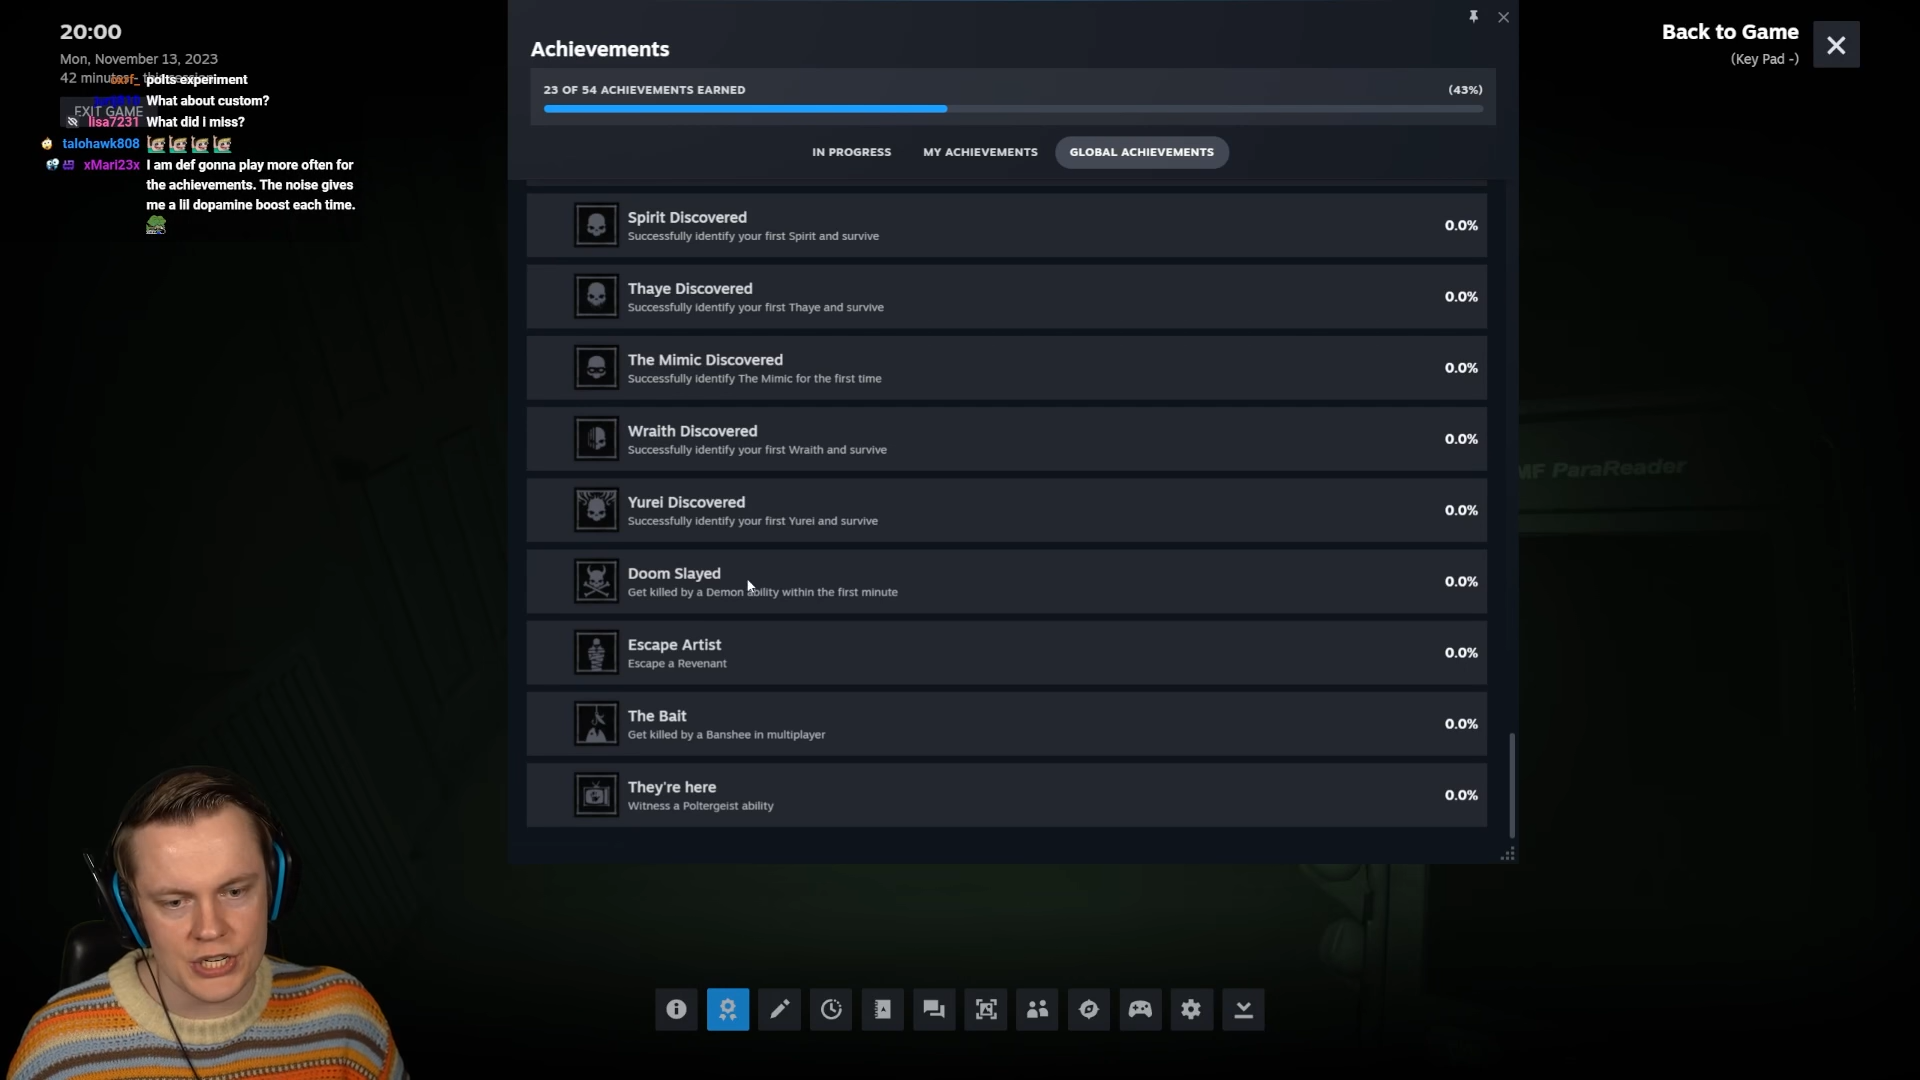 20:00
Mon, November 13, 2023
42 minutes - this session
EXIT GAME
polts experiment
What about custom?
lisa7231 What did i miss?
talohawk808
xMari23x I am def gonna play more often for
the achievements. The noise gives
me a lil dopamine boost each time.
Achievements
23 OF 54 ACHIEVEMENTS EARNED (43%)
IN PROGRESS MY ACHIEVEMENTS GLOBAL ACHIEVEMENTS
Spirit Discovered
Successfully identify your first Spirit and survive
0.0%
Thaye Discovered
Successfully identify your first Thaye and survive
0.0%
The Mimic Discovered
Successfully identify The Mimic for the first time
0.0%
Wraith Discovered
Successfully identify your first Wraith and survive
0.0%
Yurei Discovered
Successfully identify your first Yurei and survive
0.0%
Doom Slayed
Get killed by a Demon ability within the first minute
0.0%
Escape Artist
Escape a Revenant
0.0%
The Bait
Get killed by a Banshee in multiplayer
0.0%
They're here
Witness a Poltergeist ability
0.0%
Back to Game
(Key Pad -)
MF ParaReader